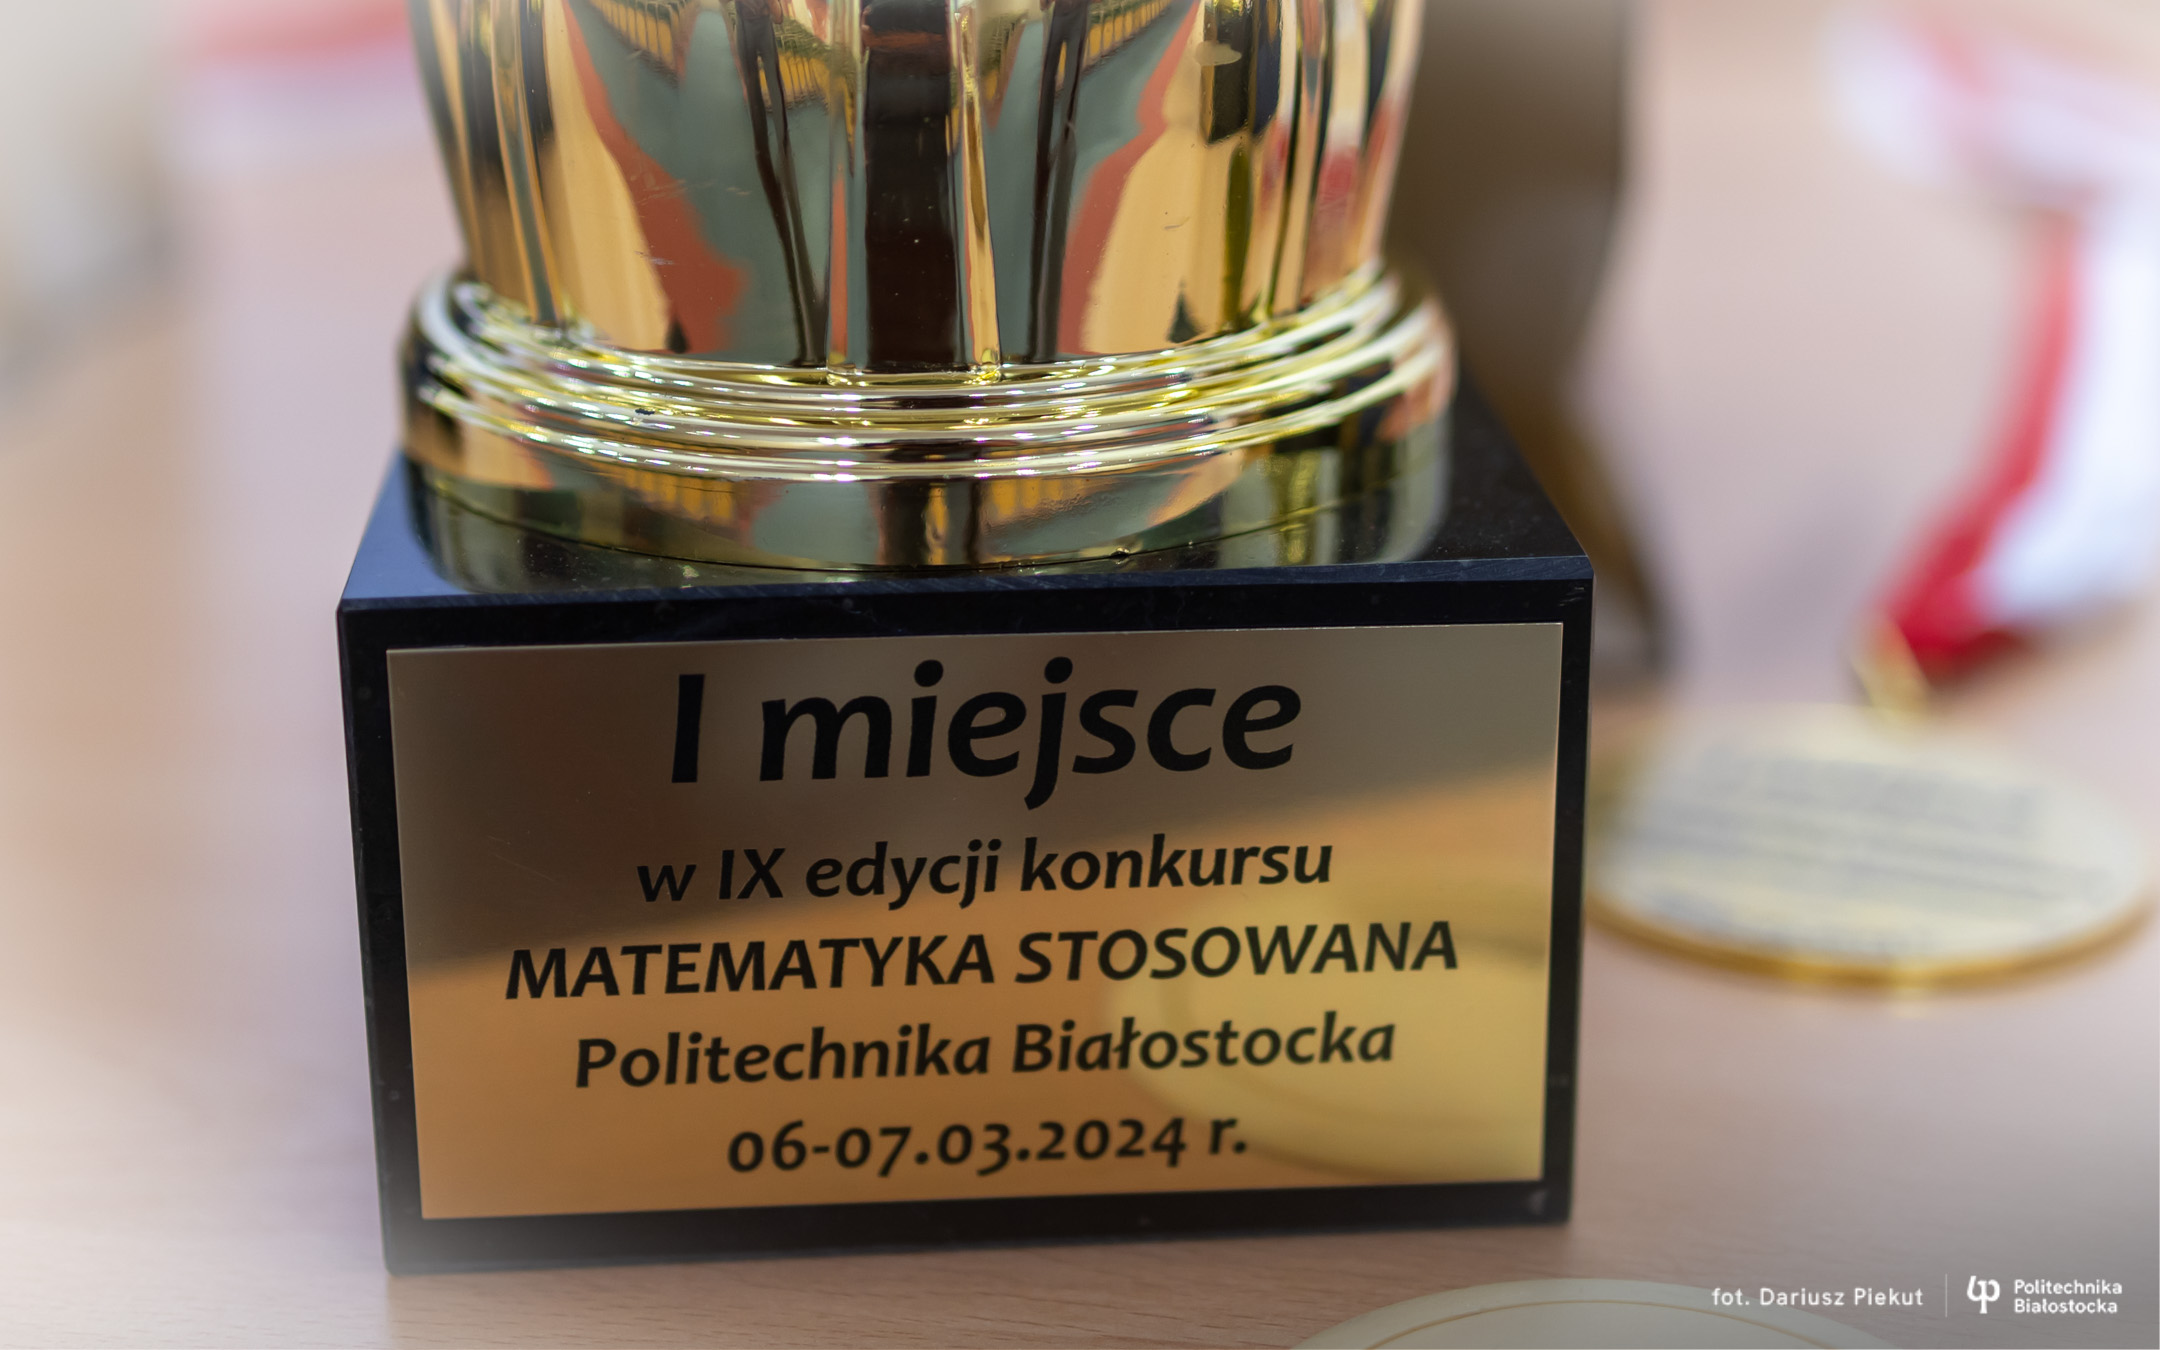 I miejsce
w IX edycji konkursu
MATEMATYKA STOSOWANA
Politechnika Białostocka
06-07.03.2024 r.
fot. Dariusz Piekut
Politechnika
Białostocka